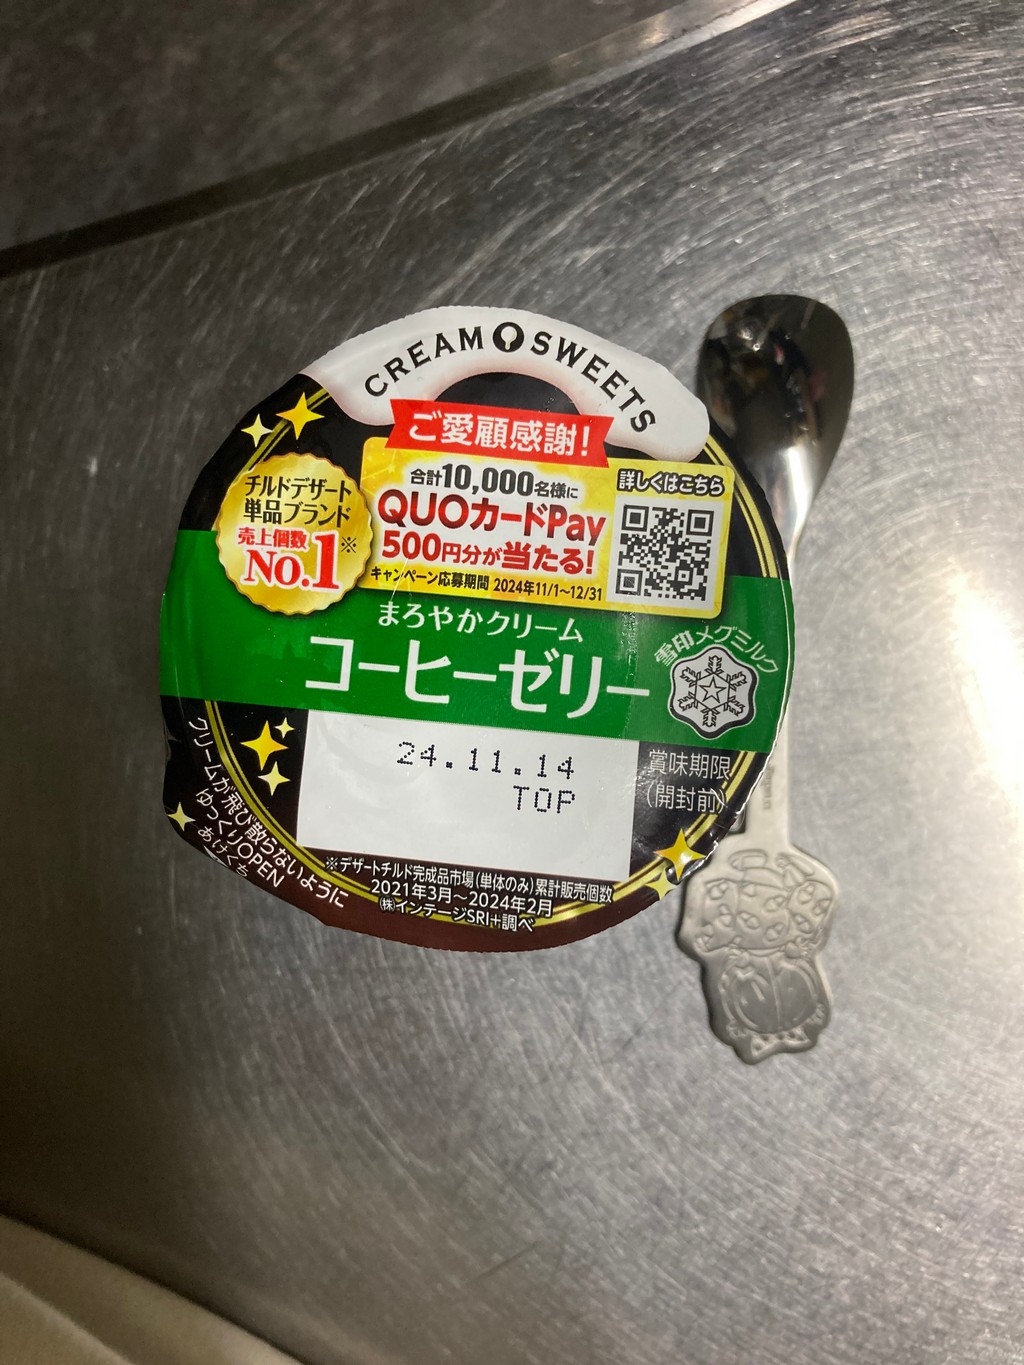 CREAM SWEETS
ご愛顧感謝!
チルドデザート
単品ブランド
売上個数
No.1※
合計10,000名様に
QUOカードPay
500円分が当たる!
キャンペーン応募期間 2024年11/1~12/31
詳しくはこちら
まろやかクリーム
コーヒーゼリー
雪印メグミルク
24.11.14
TOP
賞味期限
(開封前)
※デザートチルド完成品市場(単体のみ)累計販売個数
2021年3月~2024年2月
㈱インテージSRI+調べ
クリームが飛び散らないように
ゆっくりOPEN
あけくち